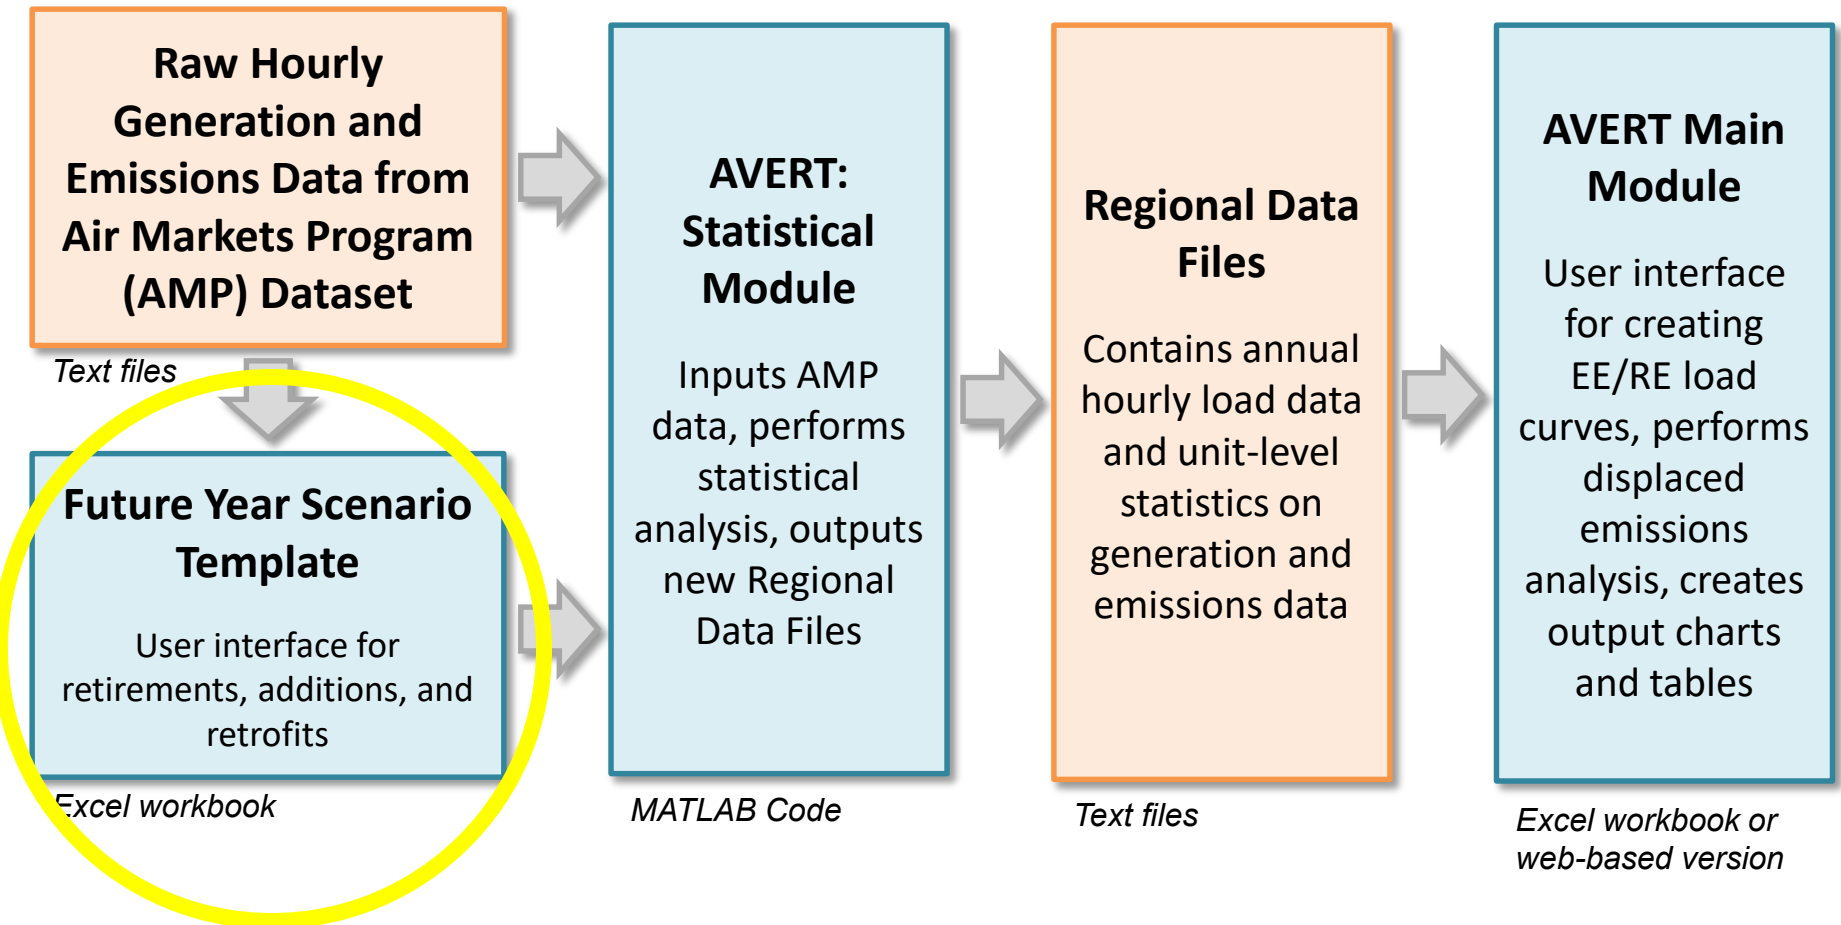 Raw Hourly
Generation and
Emissions Data from
Air Markets Program
(AMP) Dataset
Text files
Future Year Scenario
Template
User interface for
retirements, additions, and
retrofits
Excel workbook
AVERT:
Statistical
Module
Inputs AMP
data, performs
statistical
analysis, outputs
new Regional
Data Files
MATLAB Code
Regional Data
Files
Contains annual
hourly load data
and unit-level
statistics on
generation and
emissions data
Text files
AVERT Main
Module
User interface
for creating
EE/RE load
curves, performs
displaced
emissions
analysis, creates
output charts
and tables
Excel workbook or
web-based version